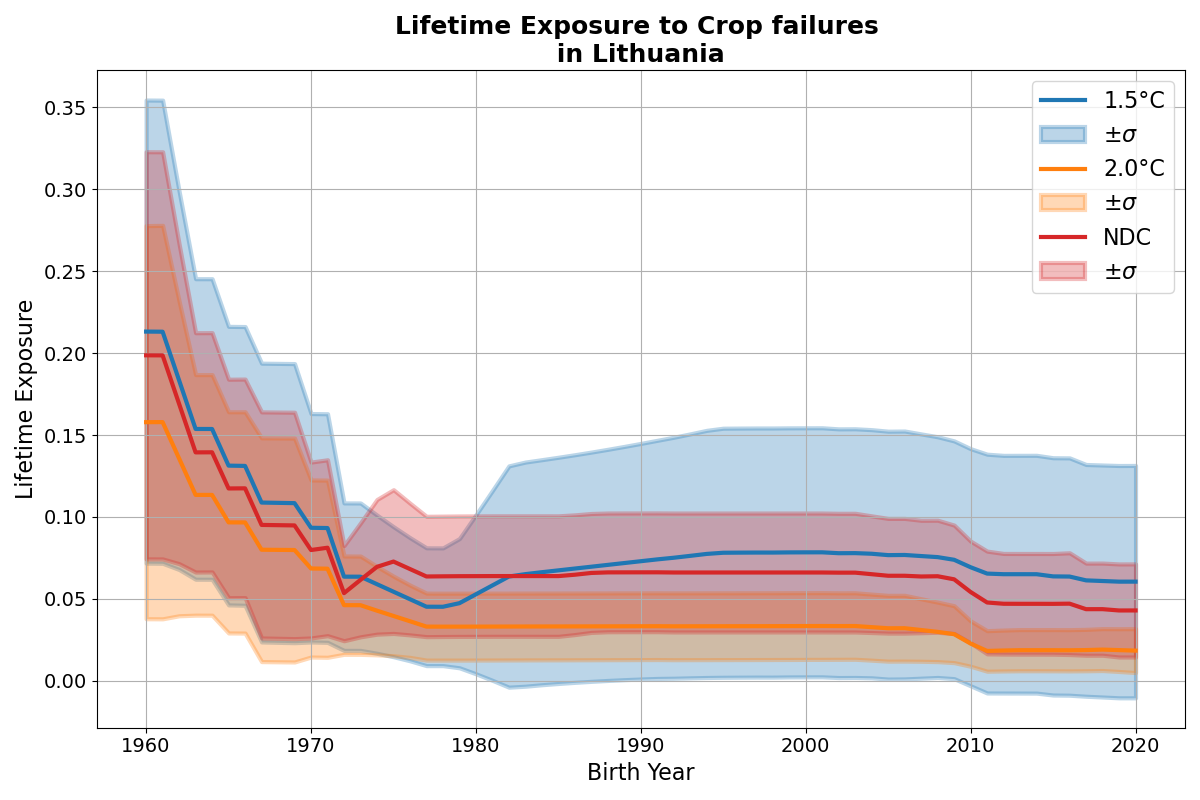 Lifetime Exposure to Crop failures
in Lithuania
1.5°C
±σ
2.0°C
±σ
NDC
±σ
Lifetime Exposure
0.35
0.30
0.25
0.20
0.15
0.10
0.05
0.00
1960 1970 1980 1990 2000 2010 2020
Birth Year